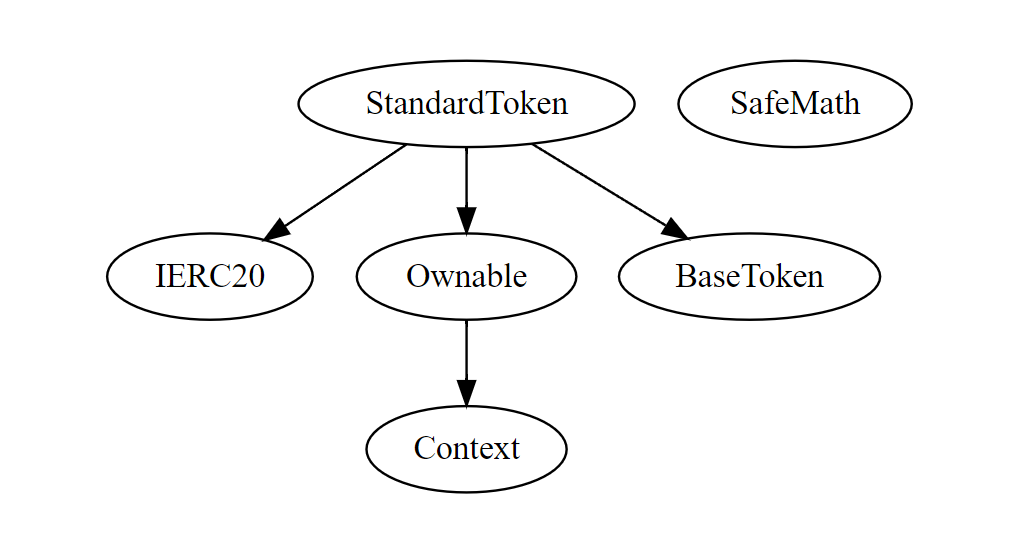 StandardToken
SafeMath
IERC20
Ownable
BaseToken
Context